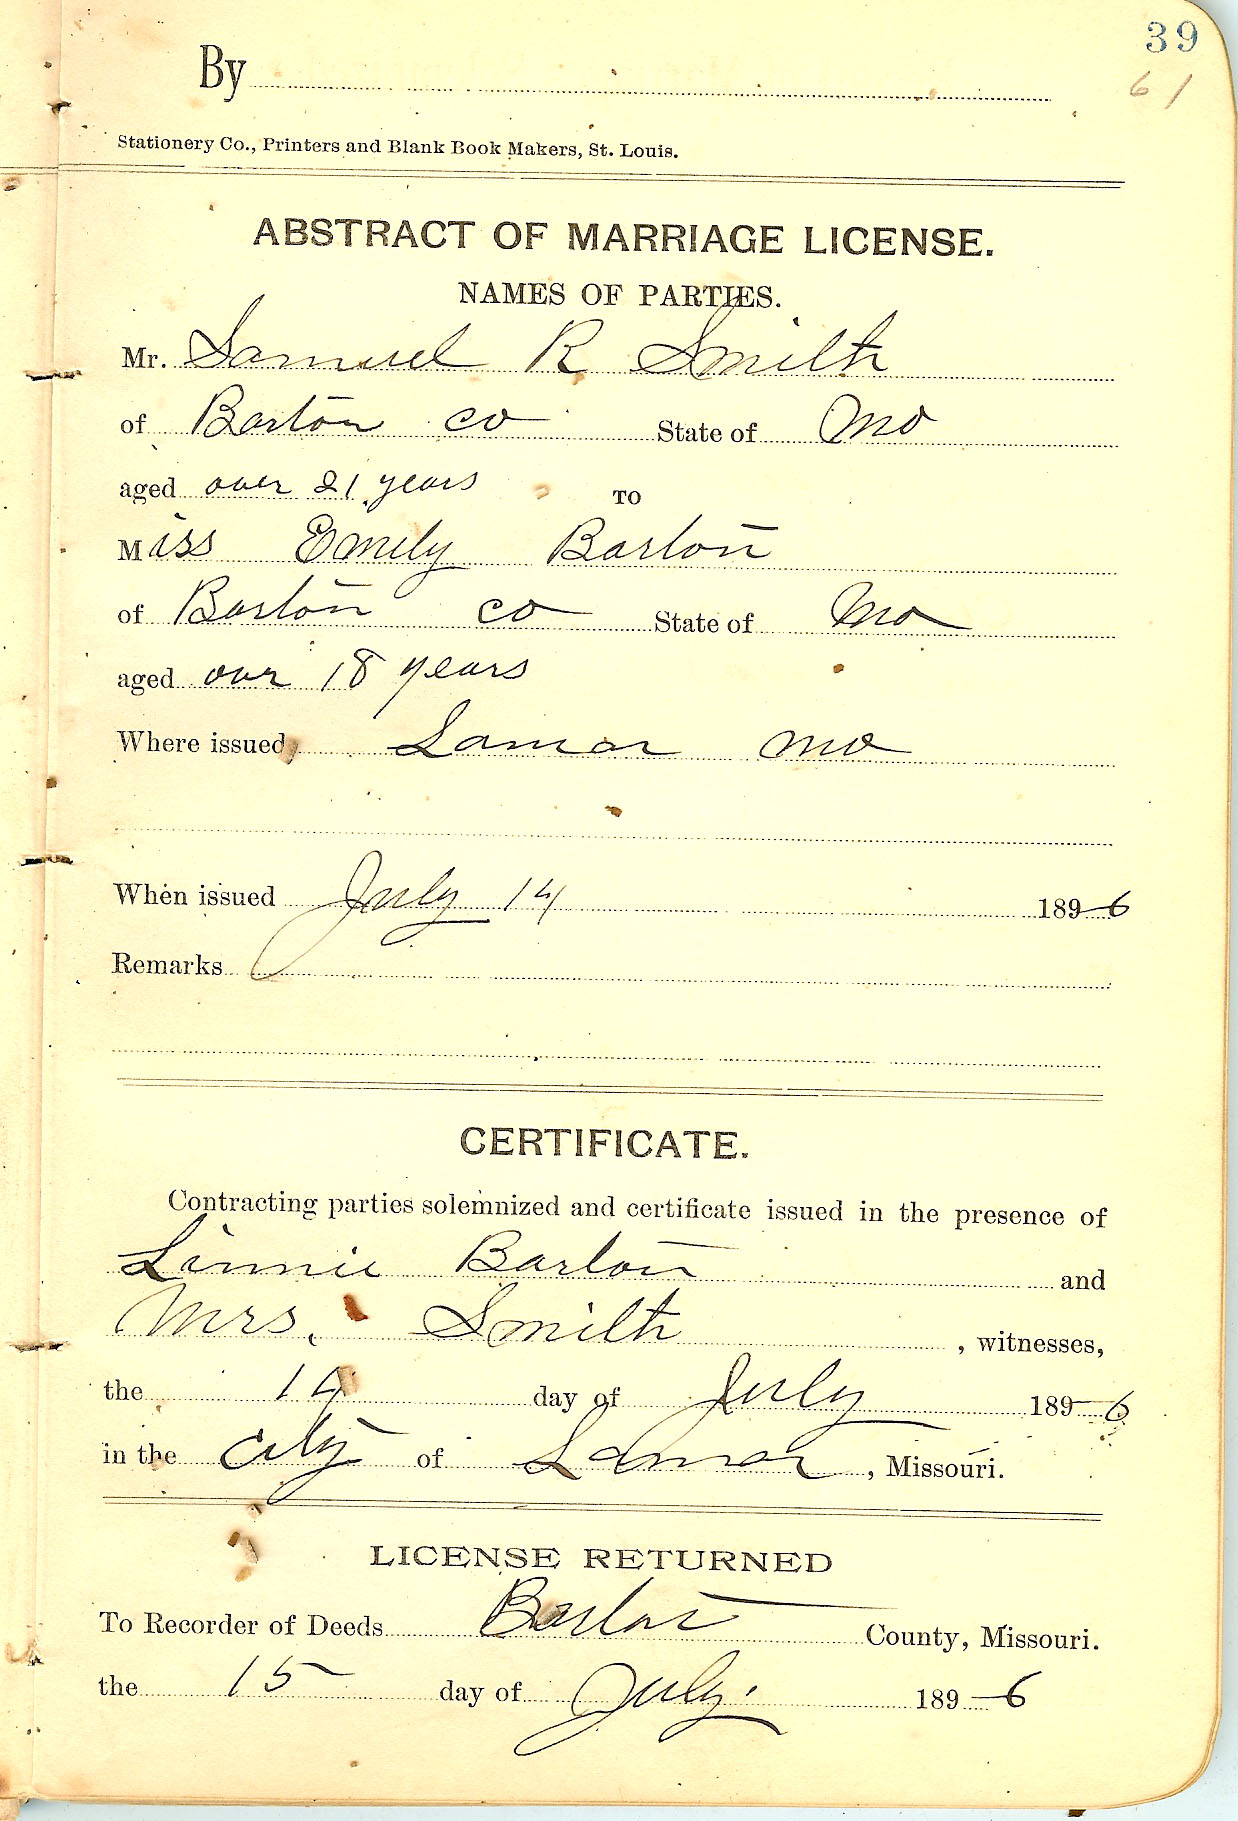 39
By
61
Stationery Co., Printers and Blank Book Makers, St. Louis.
ABSTRACT OF MARRIAGE LICENSE.
NAMES OF PARTIES.
Mr. Samuel R Smith
of Barton co State of Mo
aged over 21 years TO
Miss Emily Barton
of Barton co State of Mo
aged over 18 years
Where issued Lamar Mo
When issued July 14 1896
Remarks
CERTIFICATE.
Contracting parties solemnized and certificate issued in the presence of
Linnie Barton and
Mrs. Smith , witnesses,
the 14 day of July 1896
in the city of Lamar, Missouri.
LICENSE RETURNED
To Recorder of Deeds Barton County, Missouri.
the 15 day of July 1896